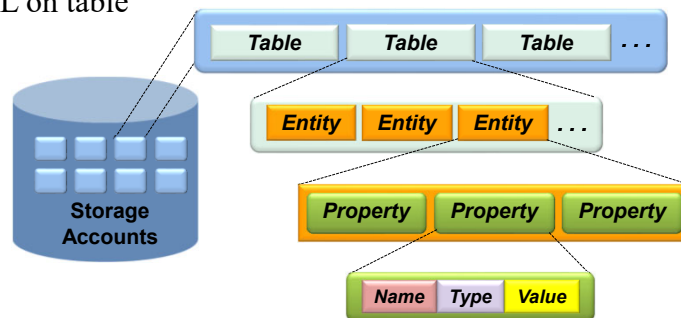 L on table
Table Table Table ...
Entity Entity Entity ...
Storage
Accounts
Property Property Property
Name Type Value